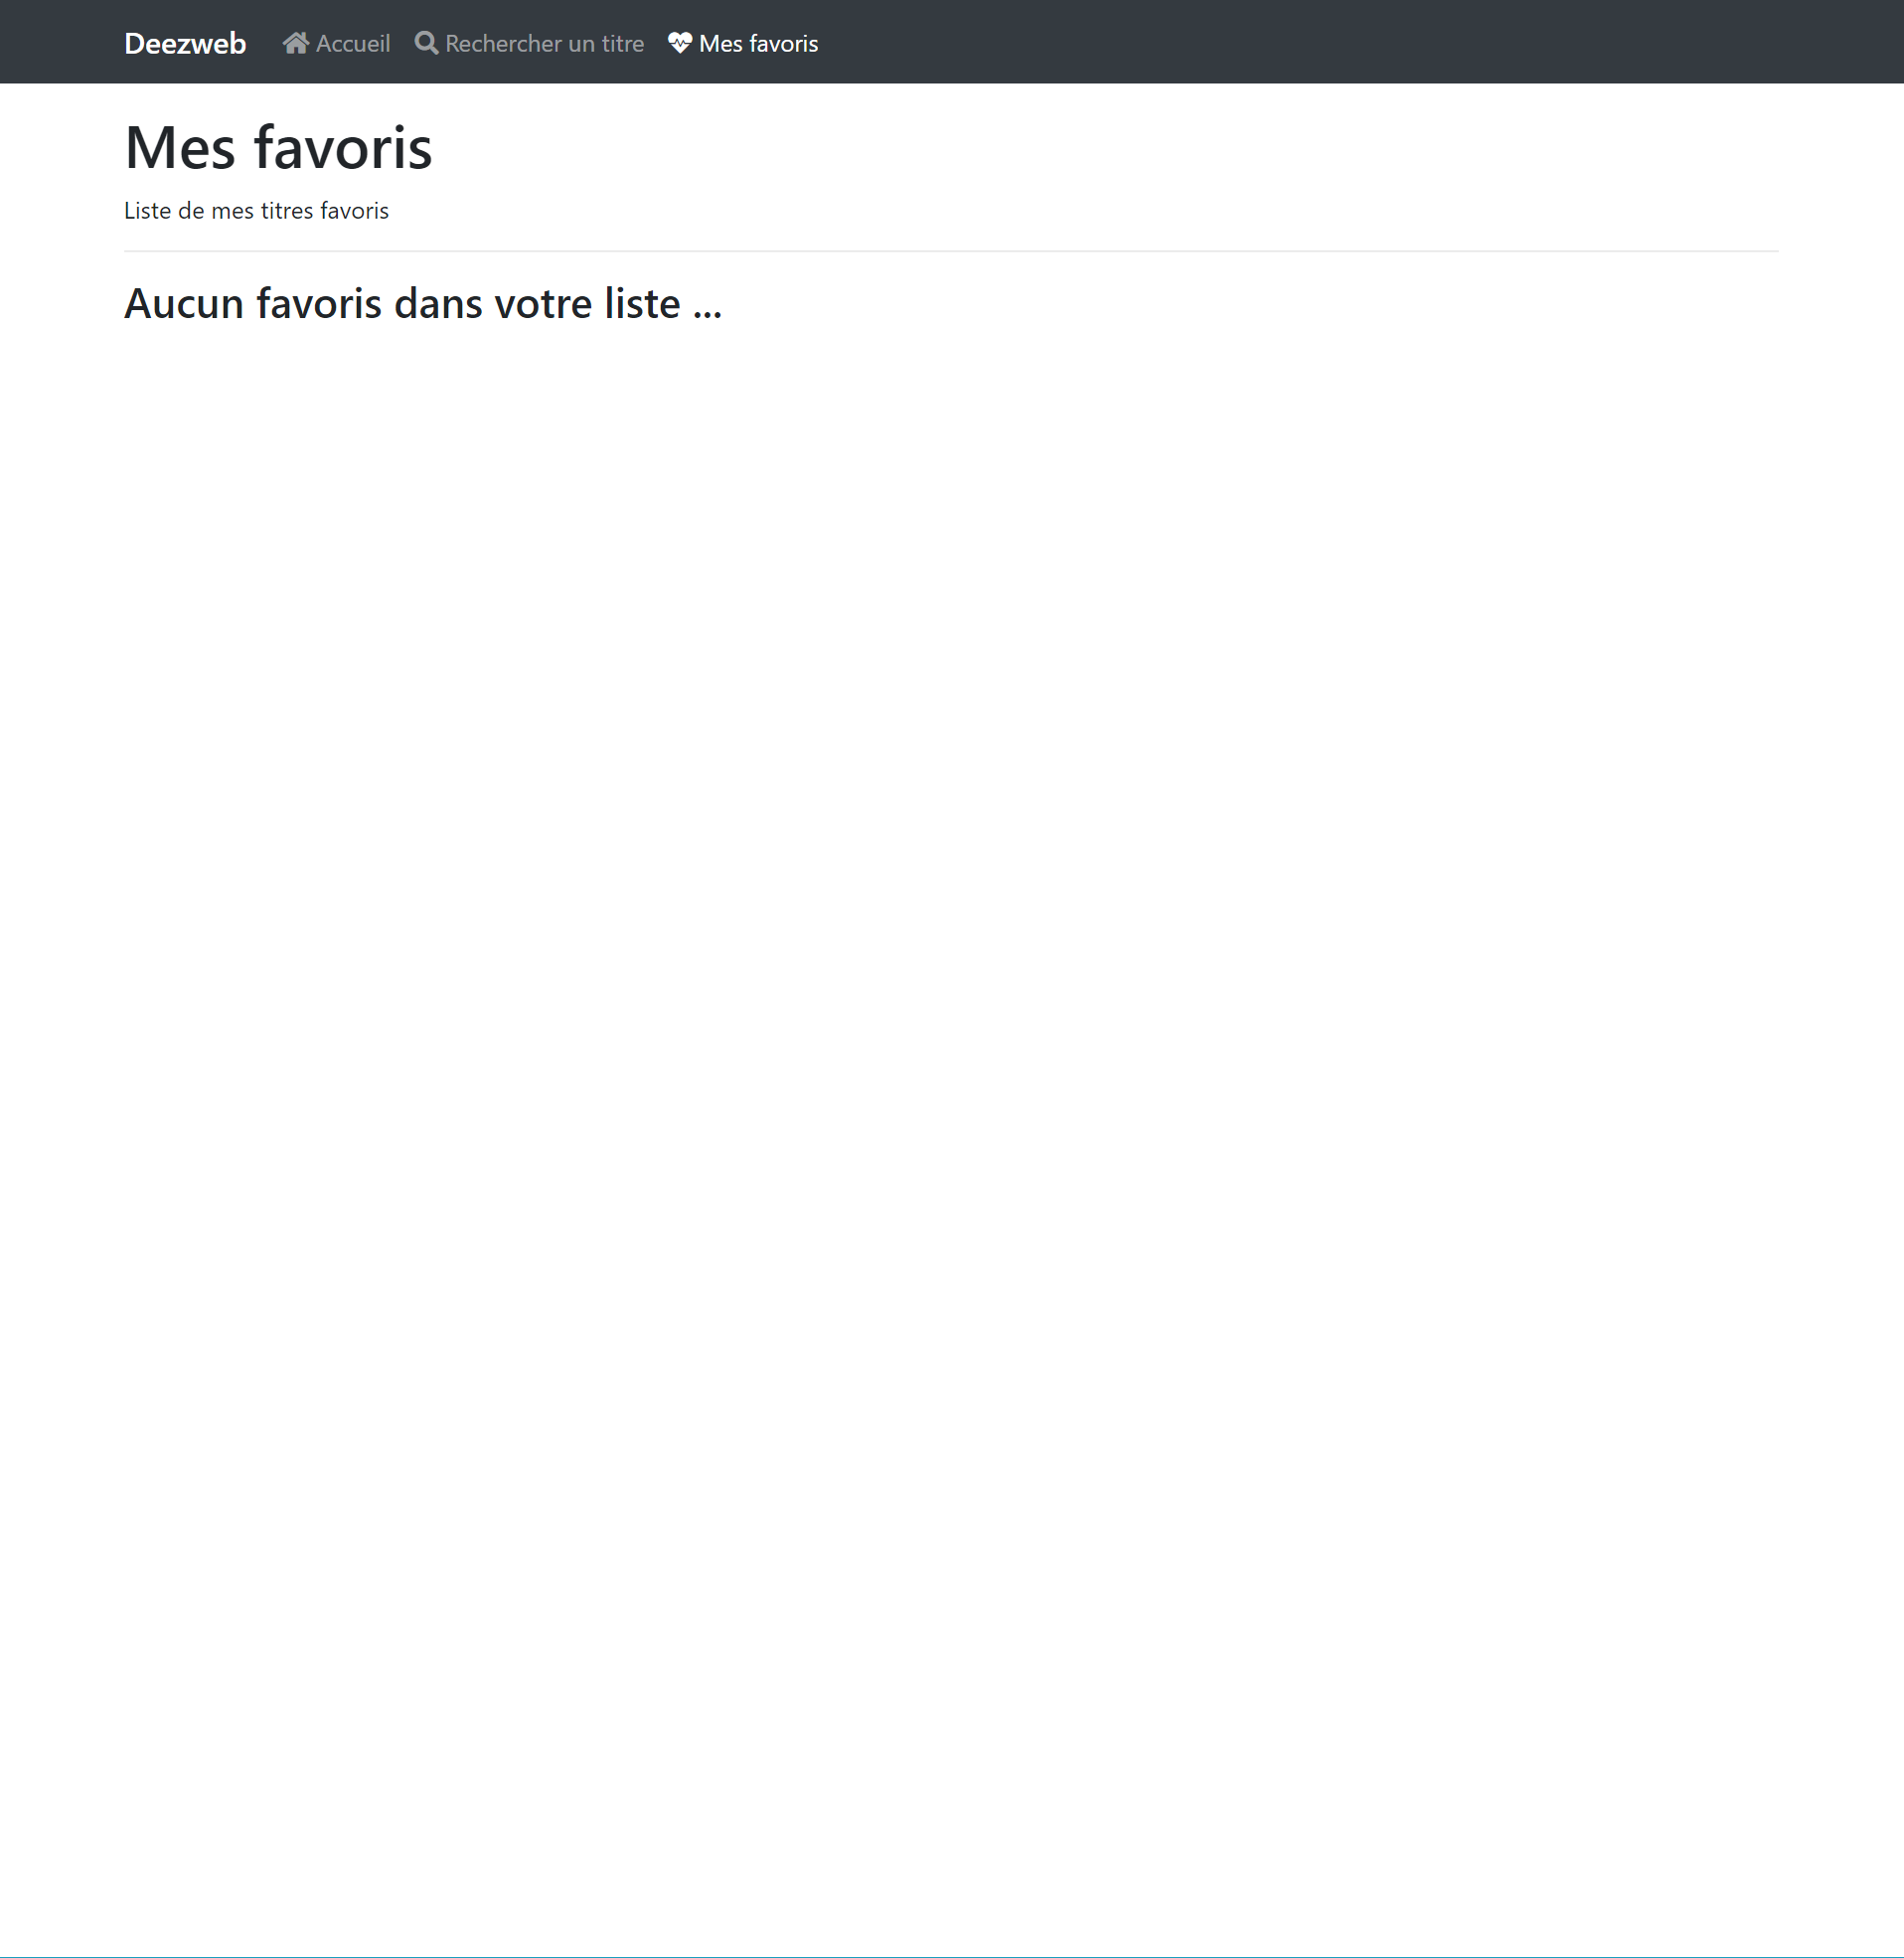 Deezweb Accueil Rechercher un titre Mes favoris
Mes favoris
Liste de mes titres favoris
Aucun favoris dans votre liste ...